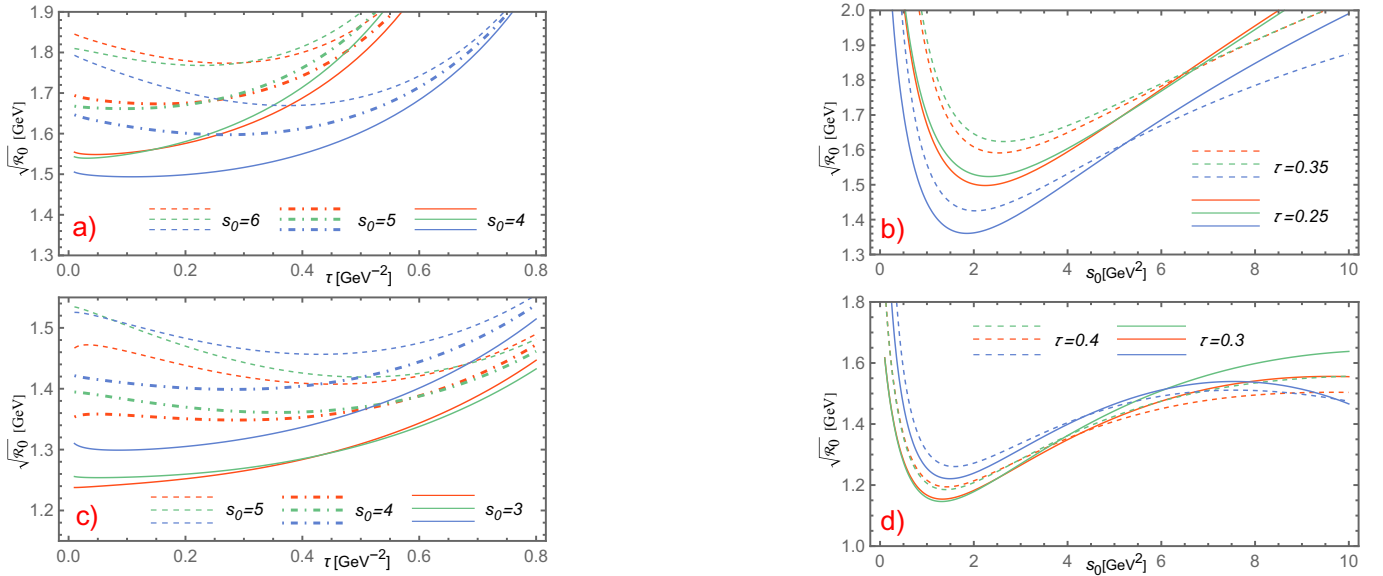 1.9
1.8
1.7
1.6
1.5
1.4
1.3
√R₀ [GeV]
a)
s₀=6
s₀=5
s₀=4
0.0 0.2 0.4 0.6 0.8
τ [GeV⁻²]
2.0
1.9
1.8
1.7
1.6
1.5
1.4
1.3
√R₀ [GeV]
τ=0.35
τ=0.25
b)
0 2 4 6 8 10
s₀[GeV²]
1.5
1.4
1.3
1.2
√R₀ [GeV]
c)
s₀=5
s₀=4
s₀=3
0.0 0.2 0.4 0.6 0.8
τ [GeV⁻²]
1.8
1.6
1.4
1.2
1.0
√R₀ [GeV]
τ=0.4
τ=0.3
d)
0 2 4 6 8 10
s₀[GeV²]